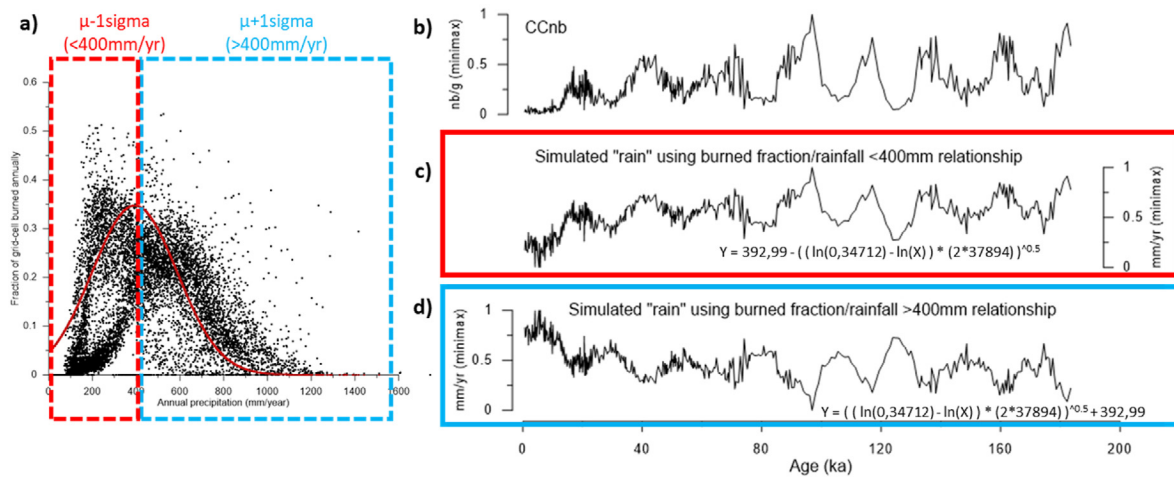 a)
μ-1sigma
(<400mm/yr)
μ+1sigma
(>400mm/yr)
Fraction of grid-cell burned annually
0.6
0.5
0.4
0.3
0.2
0.1
0
0 200 400 600 800 1000 1200 1400 1600
Annual precipitation (mm/year)
b)
CCnb
nb/g (minimax)
1
0.5
0
c)
Simulated "rain" using burned fraction/rainfall <400mm relationship
1
0.5
0
mm/yr (minimax)
Y = 392,99 - ( ( ln(0,34712) - ln(X) ) * (2*37894) )^0.5
d)
Simulated "rain" using burned fraction/rainfall >400mm relationship
mm/yr (minimax)
1
0.5
0
Y = ( ( ln(0,34712) - ln(X) ) * (2*37894) )^0.5 + 392,99
0 40 80 120 160 200
Age (ka)